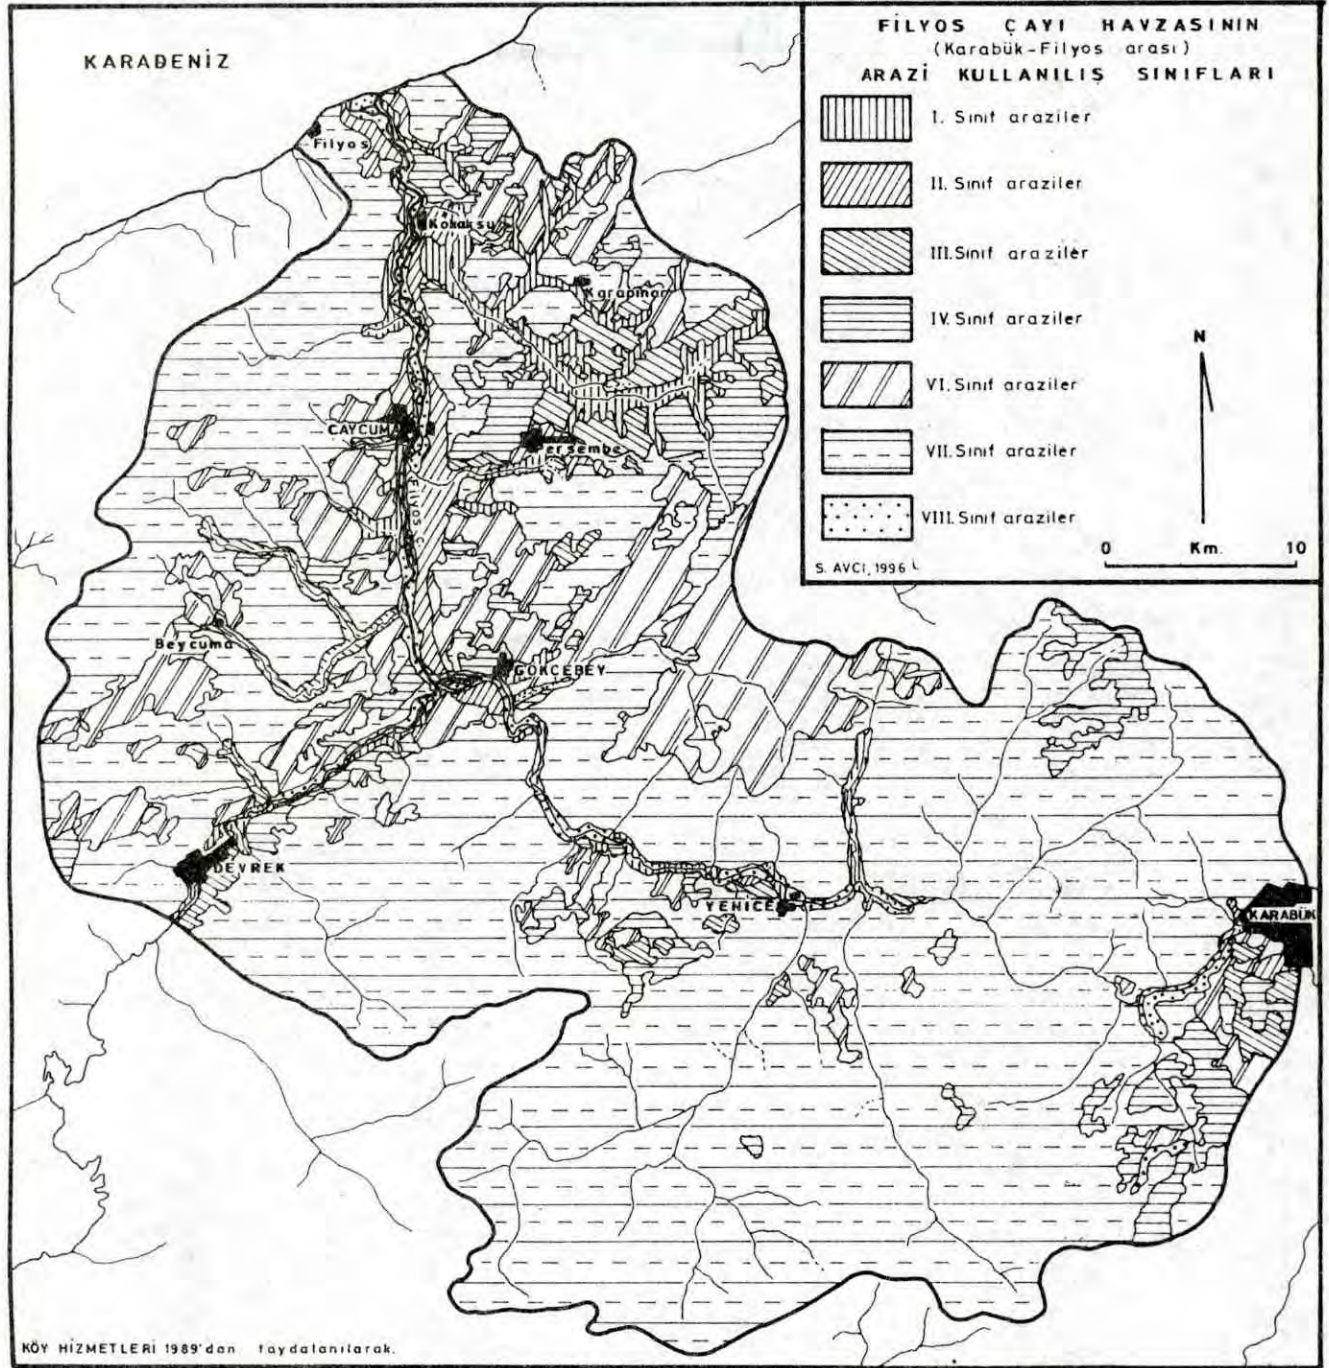 FİLYOS ÇAYI HAVZASININ
(Karabük-Filyos arası)
ARAZİ KULLANILIŞ SINIFLARI
I. Sınıf araziler
II. Sınıf araziler
III. Sınıf araziler
IV. Sınıf araziler
VI. Sınıf araziler
VII. Sınıf araziler
VIII. Sınıf araziler
N
0 Km. 10
S. AVCI, 1996
KARADENİZ
Filyos
Kokaksu
Karapınar
ÇAYCUMA
Perşembe
Filyos Ç.
Beycuma
GÖKÇEBEY
DEVREK
YENİCE
KARABÜK
KÖY HİZMETLERİ 1989'dan faydalanılarak.